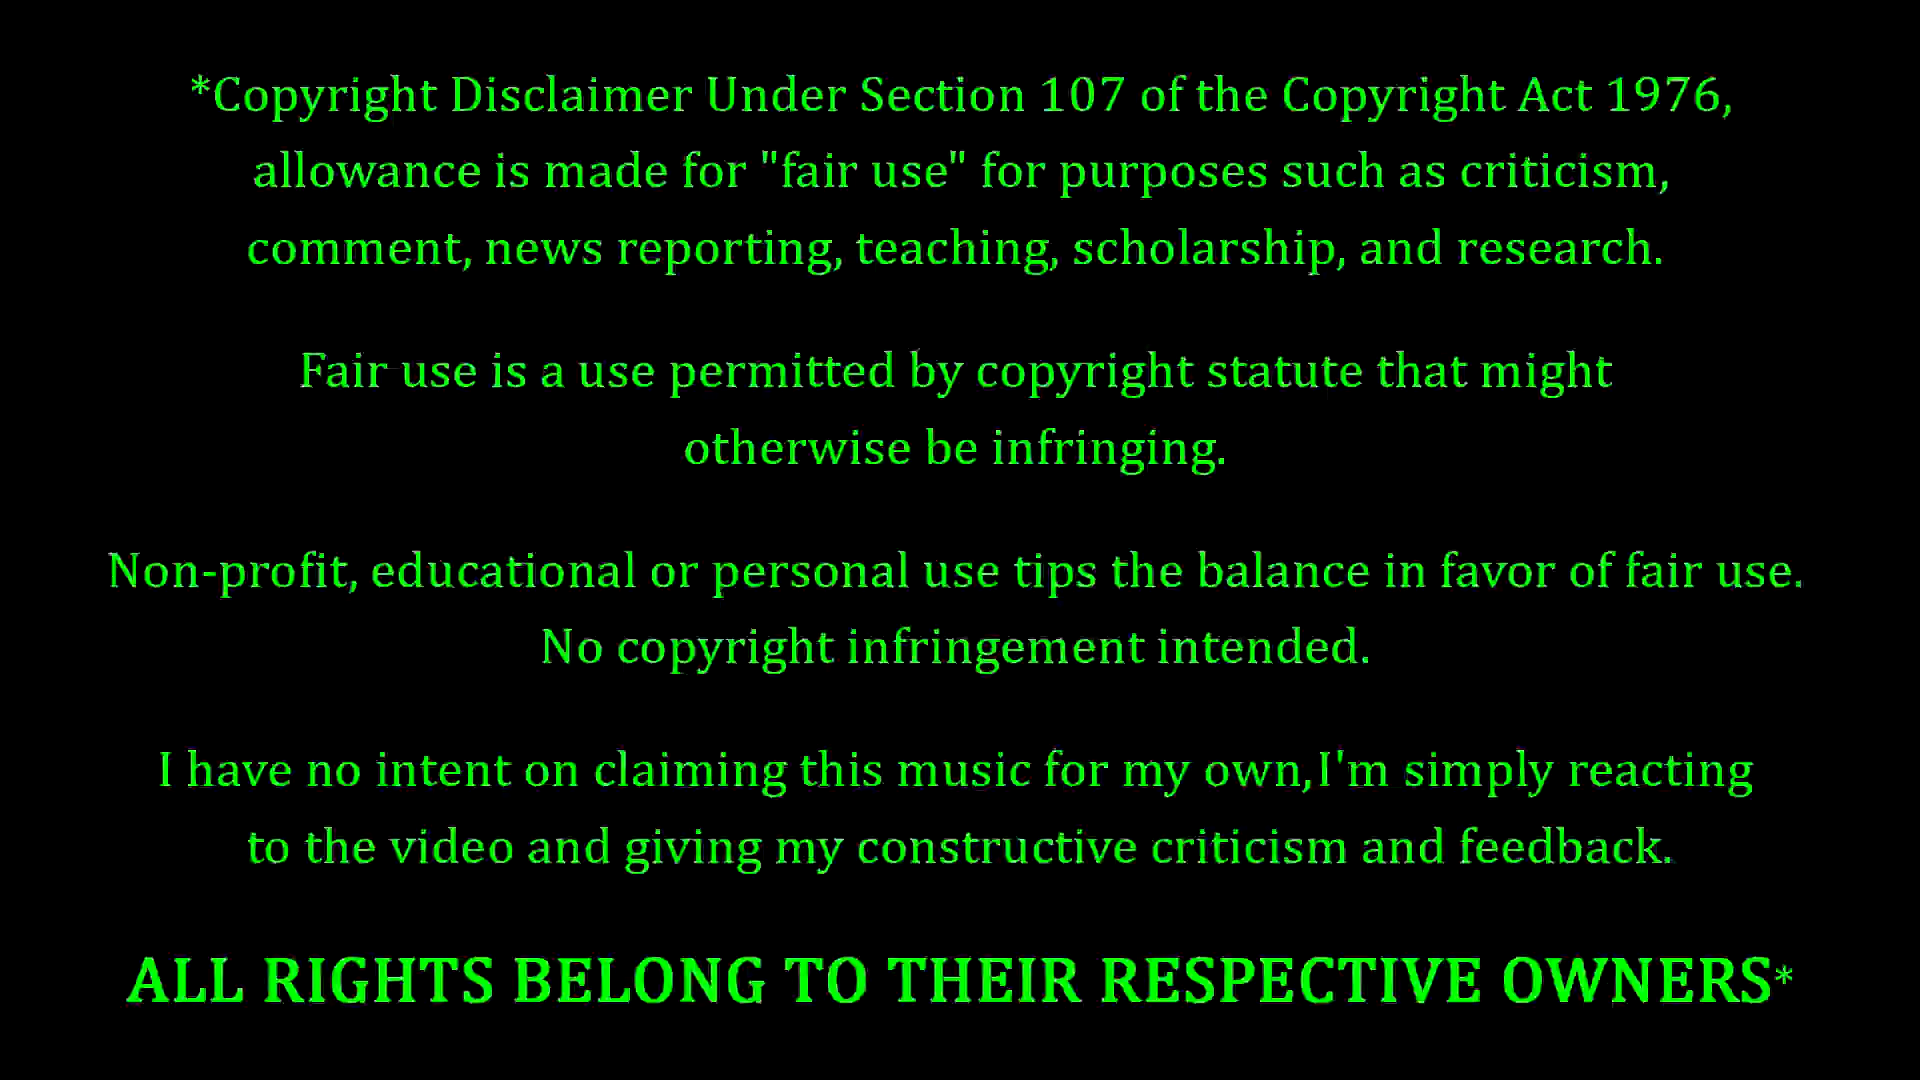 *Copyright Disclaimer Under Section 107 of the Copyright Act 1976,
allowance is made for "fair use" for purposes such as criticism,
comment, news reporting, teaching, scholarship, and research.
Fair use is a use permitted by copyright statute that might
otherwise be infringing.
Non-profit, educational or personal use tips the balance in favor of fair use.
No copyright infringement intended.
I have no intent on claiming this music for my own,I'm simply reacting
to the video and giving my constructive criticism and feedback.
ALL RIGHTS BELONG TO THEIR RESPECTIVE OWNERS*